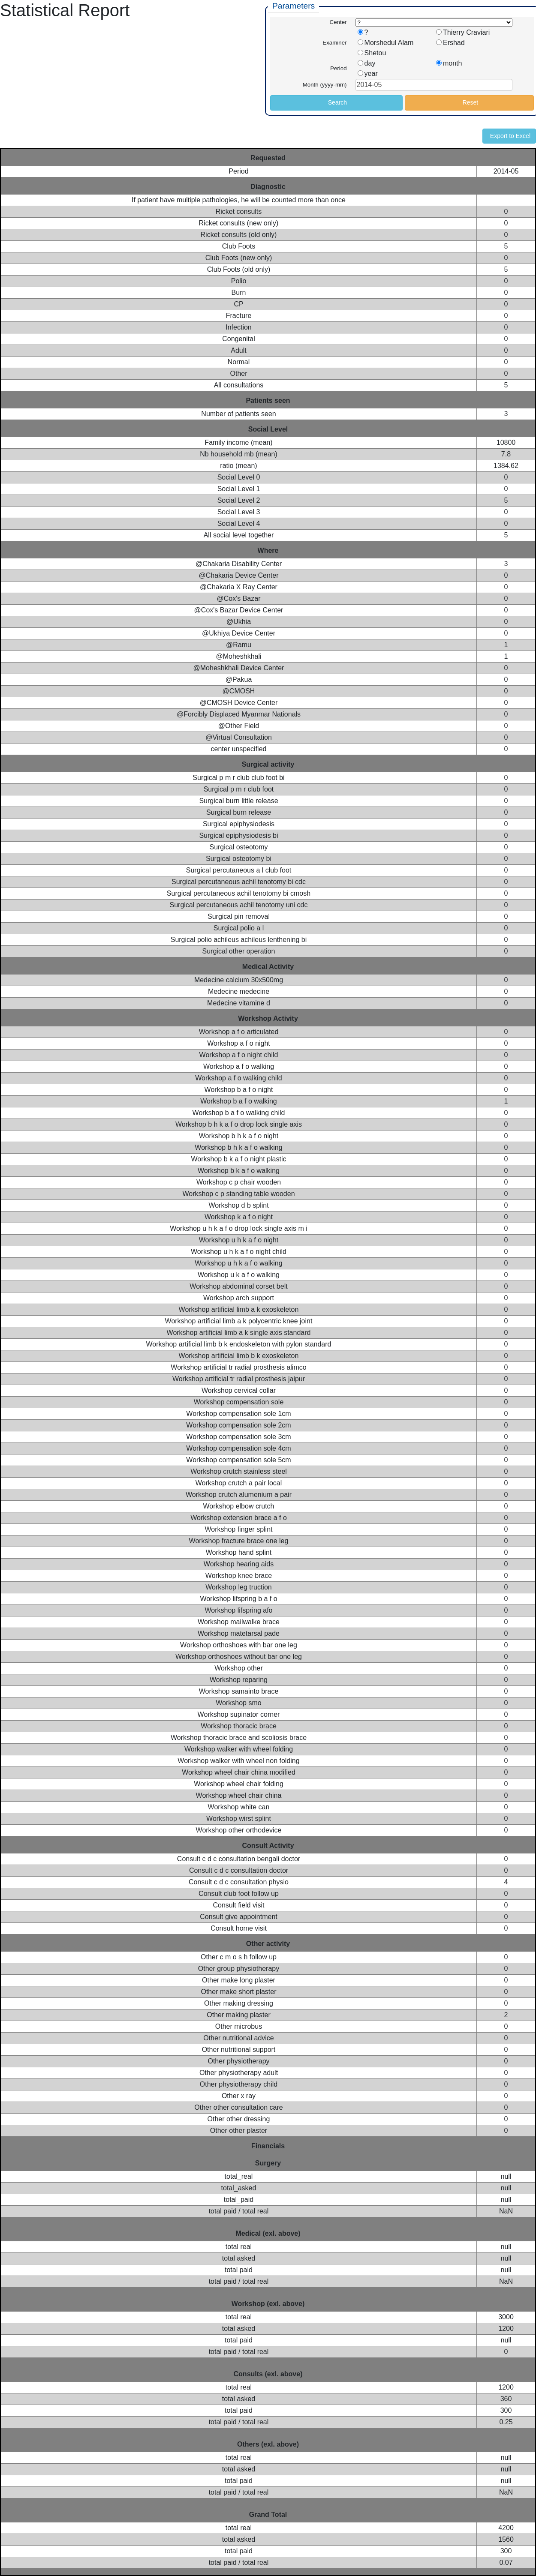 Statistical Report
Parameters
Center ?
Examiner ? Thierry Craviari
Morshedul Alam Ershad
Shetou
Period day month
year
Month (yyyy-mm) 2014-05
Search Reset
Export to Excel
Requested
Period 2014-05
Diagnostic
If patient have multiple pathologies, he will be counted more than once
Ricket consults 0
Ricket consults (new only) 0
Ricket consults (old only) 0
Club Foots 5
Club Foots (new only) 0
Club Foots (old only) 5
Polio 0
Burn 0
CP 0
Fracture 0
Infection 0
Congenital 0
Adult 0
Normal 0
Other 0
All consultations 5
Patients seen
Number of patients seen 3
Social Level
Family income (mean) 10800
Nb household mb (mean) 7.8
ratio (mean) 1384.62
Social Level 0 0
Social Level 1 0
Social Level 2 5
Social Level 3 0
Social Level 4 0
All social level together 5
Where
@Chakaria Disability Center 3
@Chakaria Device Center 0
@Chakaria X Ray Center 0
@Cox's Bazar 0
@Cox's Bazar Device Center 0
@Ukhia 0
@Ukhiya Device Center 0
@Ramu 1
@Moheshkhali 1
@Moheshkhali Device Center 0
@Pakua 0
@CMOSH 0
@CMOSH Device Center 0
@Forcibly Displaced Myanmar Nationals 0
@Other Field 0
@Virtual Consultation 0
center unspecified 0
Surgical activity
Surgical p m r club club foot bi 0
Surgical p m r club foot 0
Surgical burn little release 0
Surgical burn release 0
Surgical epiphysiodesis 0
Surgical epiphysiodesis bi 0
Surgical osteotomy 0
Surgical osteotomy bi 0
Surgical percutaneous a l club foot 0
Surgical percutaneous achil tenotomy bi cdc 0
Surgical percutaneous achil tenotomy bi cmosh 0
Surgical percutaneous achil tenotomy uni cdc 0
Surgical pin removal 0
Surgical polio a l 0
Surgical polio achileus achileus lenthening bi 0
Surgical other operation 0
Medical Activity
Medecine calcium 30x500mg 0
Medecine medecine 0
Medecine vitamine d 0
Workshop Activity
Workshop a f o articulated 0
Workshop a f o night 0
Workshop a f o night child 0
Workshop a f o walking 0
Workshop a f o walking child 0
Workshop b a f o night 0
Workshop b a f o walking 1
Workshop b a f o walking child 0
Workshop b h k a f o drop lock single axis 0
Workshop b h k a f o night 0
Workshop b h k a f o walking 0
Workshop b k a f o night plastic 0
Workshop b k a f o walking 0
Workshop c p chair wooden 0
Workshop c p standing table wooden 0
Workshop d b splint 0
Workshop k a f o night 0
Workshop u h k a f o drop lock single axis m i 0
Workshop u h k a f o night 0
Workshop u h k a f o night child 0
Workshop u h k a f o walking 0
Workshop u k a f o walking 0
Workshop abdominal corset belt 0
Workshop arch support 0
Workshop artificial limb a k exoskeleton 0
Workshop artificial limb a k polycentric knee joint 0
Workshop artificial limb a k single axis standard 0
Workshop artificial limb b k endoskeleton with pylon standard 0
Workshop artificial limb b k exoskeleton 0
Workshop artificial tr radial prosthesis alimco 0
Workshop artificial tr radial prosthesis jaipur 0
Workshop cervical collar 0
Workshop compensation sole 0
Workshop compensation sole 1cm 0
Workshop compensation sole 2cm 0
Workshop compensation sole 3cm 0
Workshop compensation sole 4cm 0
Workshop compensation sole 5cm 0
Workshop crutch stainless steel 0
Workshop crutch a pair local 0
Workshop crutch alumenium a pair 0
Workshop elbow crutch 0
Workshop extension brace a f o 0
Workshop finger splint 0
Workshop fracture brace one leg 0
Workshop hand splint 0
Workshop hearing aids 0
Workshop knee brace 0
Workshop leg truction 0
Workshop lifspring b a f o 0
Workshop lifspring afo 0
Workshop mailwalke brace 0
Workshop matetarsal pade 0
Workshop orthoshoes with bar one leg 0
Workshop orthoshoes without bar one leg 0
Workshop other 0
Workshop reparing 0
Workshop samainto brace 0
Workshop smo 0
Workshop supinator corner 0
Workshop thoracic brace 0
Workshop thoracic brace and scoliosis brace 0
Workshop walker with wheel folding 0
Workshop walker with wheel non folding 0
Workshop wheel chair china modified 0
Workshop wheel chair folding 0
Workshop wheel chair china 0
Workshop white can 0
Workshop wirst splint 0
Workshop other orthodevice 0
Consult Activity
Consult c d c consultation bengali doctor 0
Consult c d c consultation doctor 0
Consult c d c consultation physio 4
Consult club foot follow up 0
Consult field visit 0
Consult give appointment 0
Consult home visit 0
Other activity
Other c m o s h follow up 0
Other group physiotherapy 0
Other make long plaster 0
Other make short plaster 0
Other making dressing 0
Other making plaster 2
Other microbus 0
Other nutritional advice 0
Other nutritional support 0
Other physiotherapy 0
Other physiotherapy adult 0
Other physiotherapy child 0
Other x ray 0
Other other consultation care 0
Other other dressing 0
Other other plaster 0
Financials
Surgery
total_real null
total_asked null
total_paid null
total paid / total real NaN
Medical (exl. above)
total real null
total asked null
total paid null
total paid / total real NaN
Workshop (exl. above)
total real 3000
total asked 1200
total paid null
total paid / total real 0
Consults (exl. above)
total real 1200
total asked 360
total paid 300
total paid / total real 0.25
Others (exl. above)
total real null
total asked null
total paid null
total paid / total real NaN
Grand Total
total real 4200
total asked 1560
total paid 300
total paid / total real 0.07